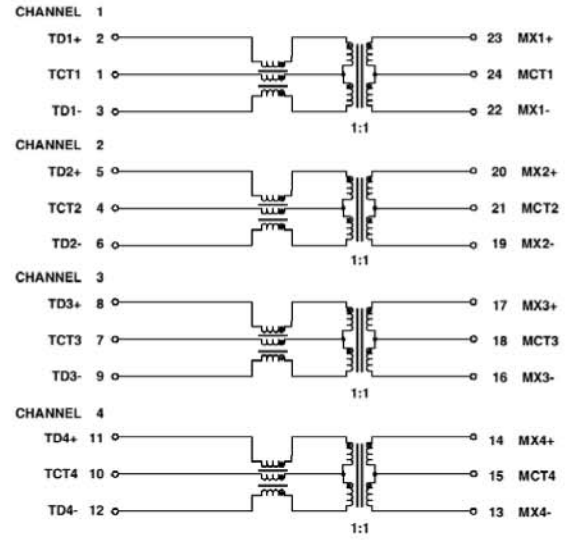 CHANNEL 1
TD1+ 2 23 MX1+
TCT1 1 24 MCT1
TD1- 3 22 MX1-
1:1
CHANNEL 2
TD2+ 5 20 MX2+
TCT2 4 21 MCT2
TD2- 6 19 MX2-
1:1
CHANNEL 3
TD3+ 8 17 MX3+
TCT3 7 18 MCT3
TD3- 9 16 MX3-
1:1
CHANNEL 4
TD4+ 11 14 MX4+
TCT4 10 15 MCT4
TD4- 12 13 MX4-
1:1